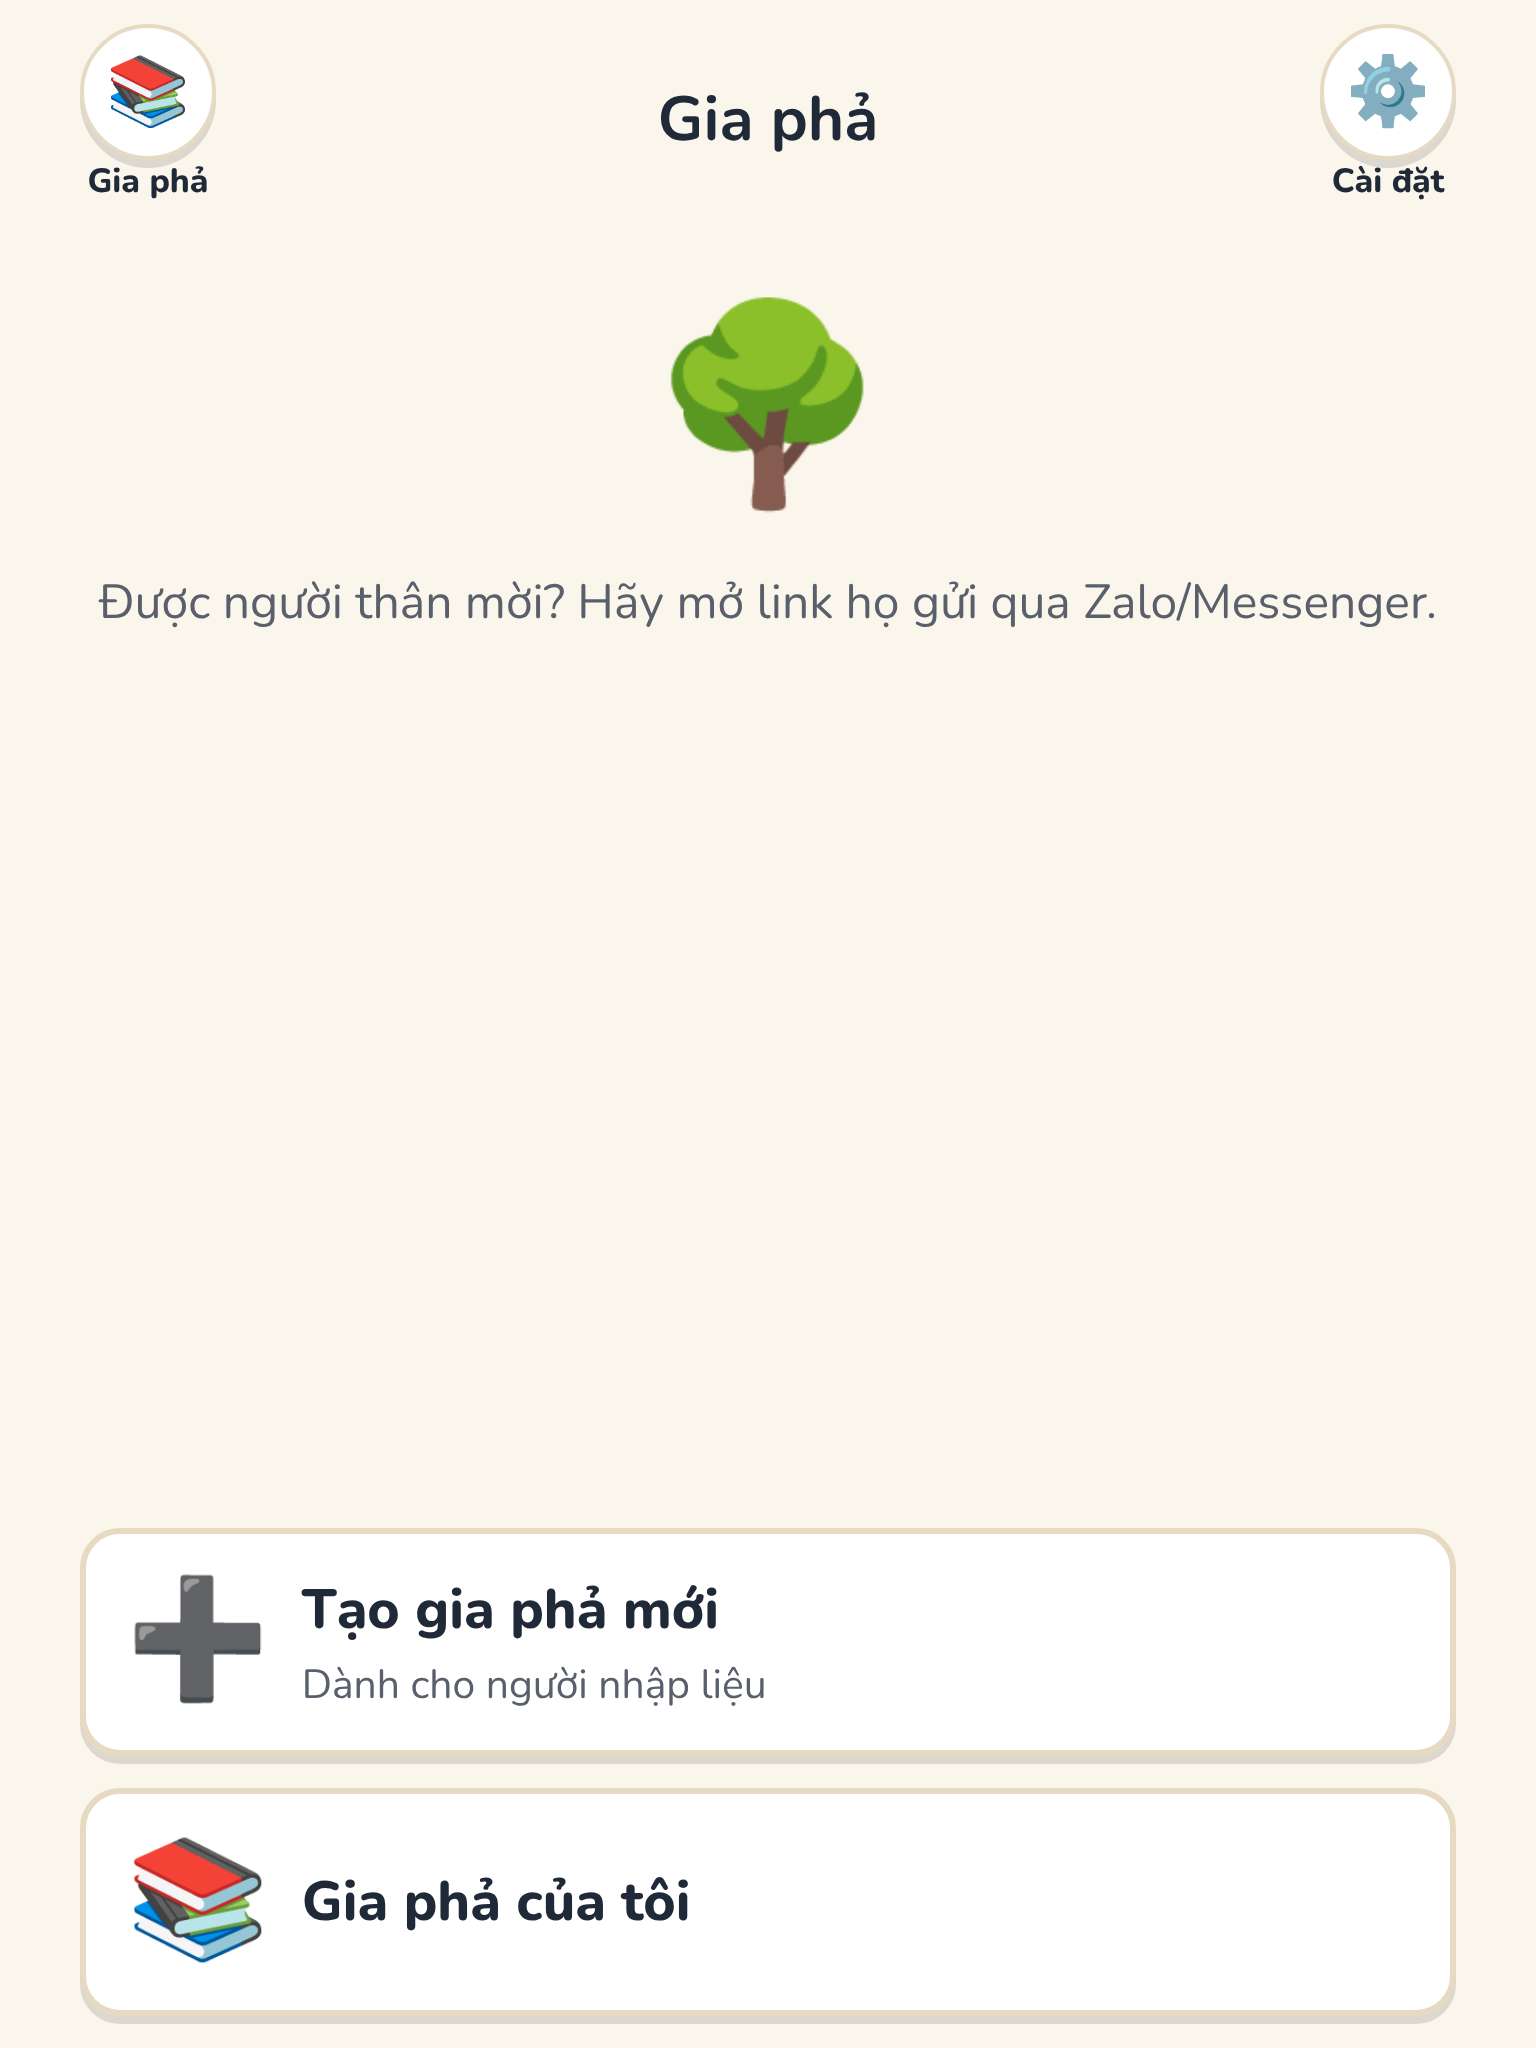 Gia phả
Gia phả
Cài đặt
Được người thân mời? Hãy mở link họ gửi qua Zalo/Messenger.
Tạo gia phả mới
Dành cho người nhập liệu
Gia phả của tôi